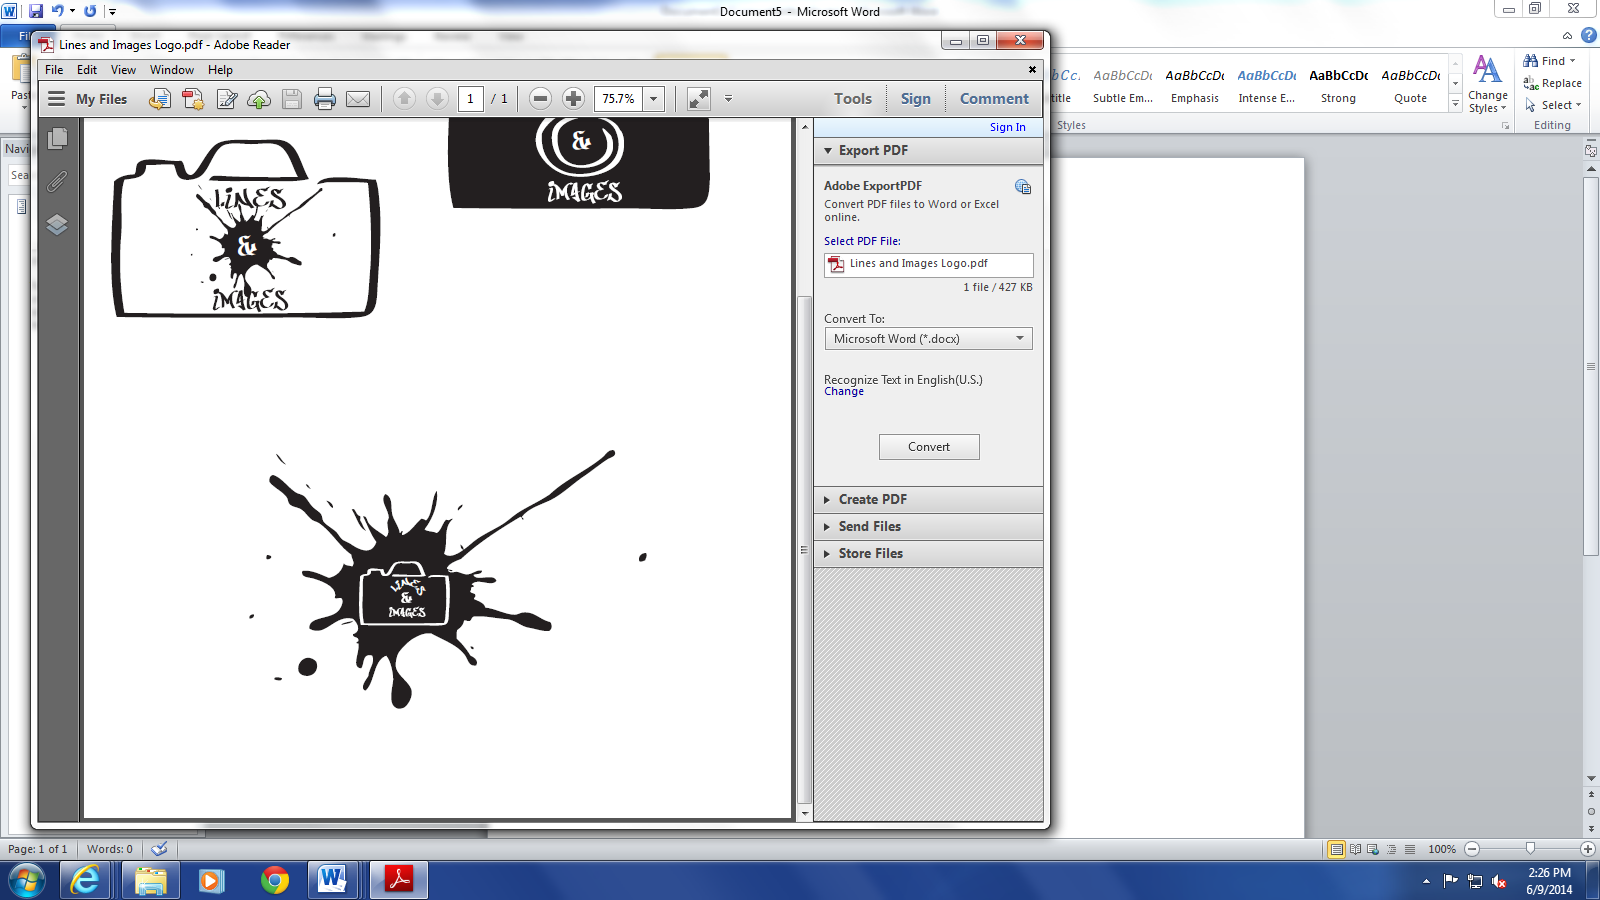 Document5 - Microsoft Word
Lines and Images Logo.pdf - Adobe Reader
File Edit View Window Help
My Files
1 / 1
75.7%
Tools Sign Comment
AaBbCcDc AaBbCcDc AaBbCcDc AaBbCcDc AaBbCcDc
Subtle Em... Emphasis Intense E... Strong Quote
Change Styles
Find
Replace
Select
Styles
Editing
Sign In
Export PDF
Adobe ExportPDF
Convert PDF files to Word or Excel
online.
Select PDF File:
Lines and Images Logo.pdf
1 file / 427 KB
Convert To:
Microsoft Word (*.docx)
Recognize Text in English(U.S.)
Change
Convert
Create PDF
Send Files
Store Files
LINES
&
IMAGES
&
IMAGES
LINES
&
IMAGES
Page: 1 of 1 Words: 0
100%
2:26 PM
6/9/2014